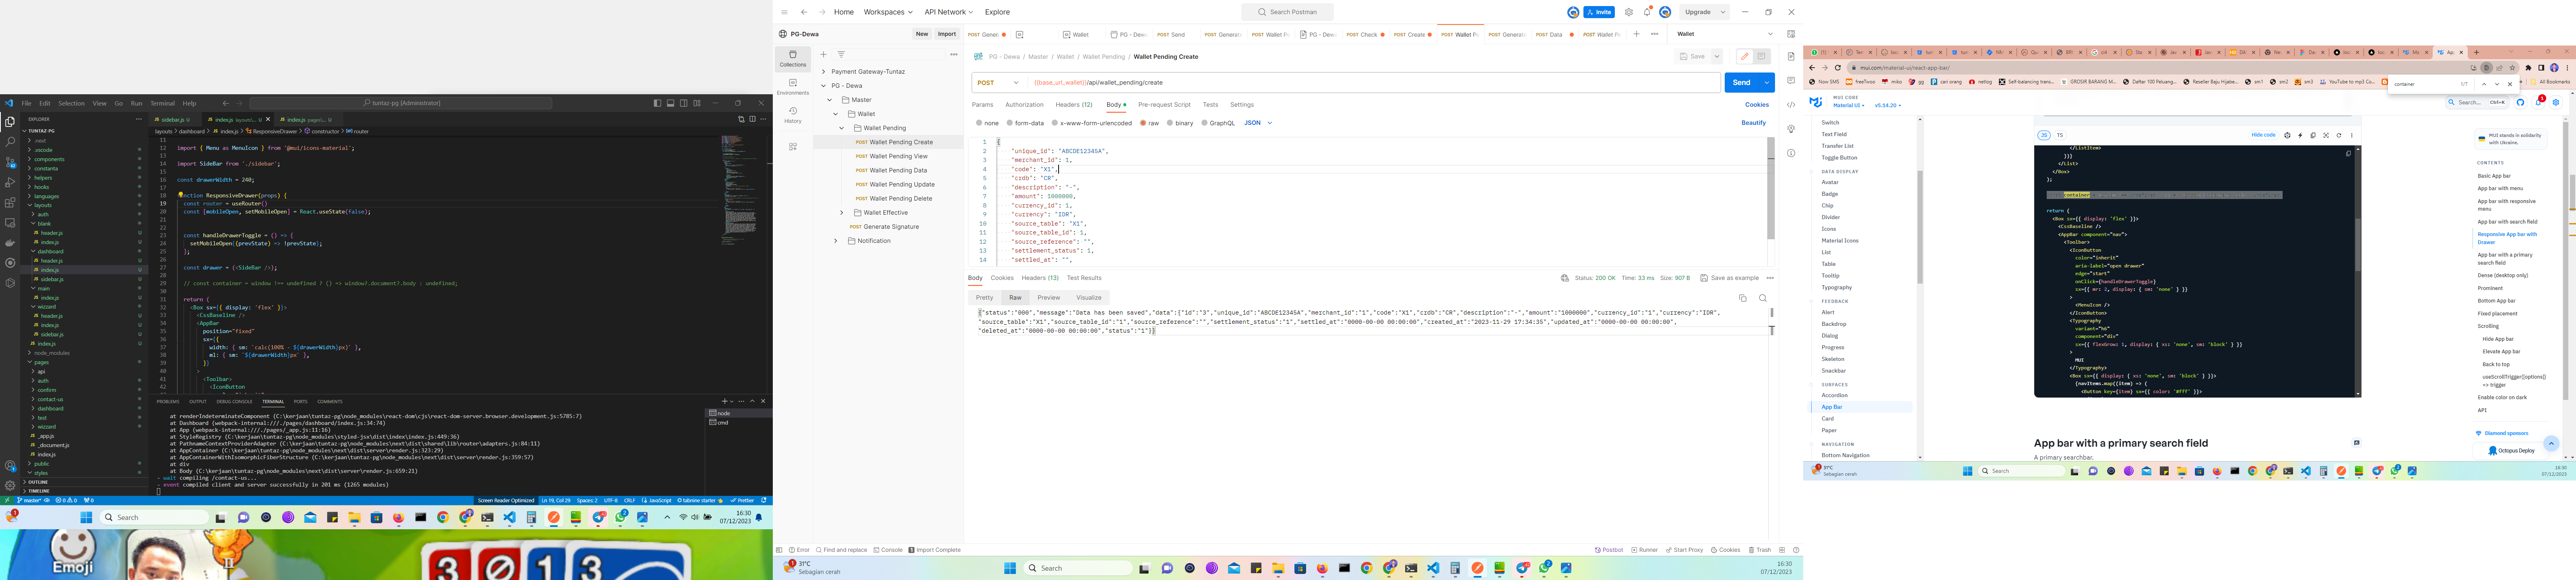 File Edit Selection View Go Run Terminal Help
tuntaz-pg [Administrator]
EXPLORER
TUNTAZ-PG
.next
.vscode
components
constanta
helpers
hooks
languages
layouts
auth
blank
header.js U
index.js U
dashboard
header.js U
index.js U
sidebar.js U
main
index.js U
wizzard
header.js U
index.js U
sidebar.js U
index.js U
node_modules
pages
api
auth
confirm
contact-us
dashboard
test
wizzard
_app.js U
_document.js
index.js U
public
styles
OUTLINE
TIMELINE
sidebar.js U
index.js layouts\... U
index.js pages\... U
layouts > dashboard > index.js > ResponsiveDrawer > constructor > router
11
12 import { Menu as MenuIcon } from '@mui/icons-material';
13
14 import SideBar from './sidebar';
15
16 const drawerWidth = 240;
17
18 function ResponsiveDrawer(props) {
19 const router = useRouter()
20 const [mobileOpen, setMobileOpen] = React.useState(false);
21
22
23 const handleDrawerToggle = () => {
24 setMobileOpen((prevState) => !prevState);
25 };
26
27 const drawer = (<SideBar />);
28
29 // const container = window !== undefined ? () => window?.document?.body : undefined;
30
31 return (
32 <Box sx={{ display: 'flex' }}>
33 <CssBaseline />
34 <AppBar
35 position="fixed"
36 sx={{
37 width: { sm: `calc(100% - ${drawerWidth}px)` },
38 ml: { sm: `${drawerWidth}px` },
39 }}
40 >
41 <Toolbar>
42 <IconButton
PROBLEMS OUTPUT DEBUG CONSOLE TERMINAL PORTS COMMENTS
at renderIndeterminateComponent (C:\kerjaan\tuntaz-pg\node_modules\react-dom\cjs\react-dom-server.browser.development.js:5785:7)
at Dashboard (webpack-internal:///./pages/dashboard/index.js:34:74)
at App (webpack-internal:///./pages/_app.js:11:16)
at StyleRegistry (C:\kerjaan\tuntaz-pg\node_modules\styled-jsx\dist\index\index.js:449:36)
at PathnameContextProviderAdapter (C:\kerjaan\tuntaz-pg\node_modules\next\dist\shared\lib\router\adapters.js:84:11)
at AppContainer (C:\kerjaan\tuntaz-pg\node_modules\next\dist\server\render.js:323:29)
at AppContainerWithIsomorphicFiberStructure (C:\kerjaan\tuntaz-pg\node_modules\next\dist\server\render.js:359:57)
at div
at Body (C:\kerjaan\tuntaz-pg\node_modules\next\dist\server\render.js:659:21)
- wait compiling /contact-us...
- event compiled client and server successfully in 201 ms (1265 modules)
node
cmd
master* 0 0 0 Screen Reader Optimized Ln 19, Col 29 Spaces: 2 UTF-8 CRLF JavaScript tabnine starter Prettier
Search
16:30
07/12/2023
Emoji
Home Workspaces API Network Explore
Search Postman
Invite
Upgrade
PG-Dewa
New Import
Collections
Environments
History
Payment Gateway-Tuntaz
PG - Dewa
Master
Wallet
Wallet Pending
POST Wallet Pending Create
POST Wallet Pending View
POST Wallet Pending Data
POST Wallet Pending Update
POST Wallet Pending Delete
Wallet Effective
POST Generate Signature
Notification
PG - Dewa / Master / Wallet / Wallet Pending / Wallet Pending Create
Save
POST {{base_url_wallet}}/api/wallet_pending/create
Send
Params Authorization Headers (12) Body Pre-request Script Tests Settings Cookies
none form-data x-www-form-urlencoded raw binary GraphQL JSON Beautify
1 {
2 "unique_id": "ABCDE12345A",
3 "merchant_id": 1,
4 "code": "X1",
5 "crdb": "CR",
6 "description": "-",
7 "amount": 1000000,
8 "currency_id": 1,
9 "currency": "IDR",
10 "source_table": "X1",
11 "source_table_id": 1,
12 "source_reference": "",
13 "settlement_status": 1,
14 "settled_at": "",
Body Cookies Headers (13) Test Results
Status: 200 OK Time: 33 ms Size: 907 B Save as example
Pretty Raw Preview Visualize
{"status":"000","message":"Data has been saved","data":{"id":"3","unique_id":"ABCDE12345A","merchant_id":"1","code":"X1","crdb":"CR","description":"-","amount":"1000000","currency_id":"1","currency":"IDR",
"source_table":"X1","source_table_id":"1","source_reference":"","settlement_status":"1","settled_at":"0000-00-00 00:00:00","created_at":"2023-11-29 17:34:35","updated_at":"0000-00-00 00:00:00",
"deleted_at":"0000-00-00 00:00:00","status":"1"}}
Error Find and replace Console Import Complete
Postbot Runner Start Proxy Cookies Trash
31°C
Sebagian cerah
Search
16:30
07/12/2023
mui.com/material-ui/react-app-bar/
container 1/7
MUI CORE
Material UI v5.14.20
Search... Ctrl+K
Switch
Text Field
Transfer List
Toggle Button
DATA DISPLAY
Avatar
Badge
Chip
Divider
Icons
Material Icons
List
Table
Tooltip
Typography
FEEDBACK
Alert
Backdrop
Dialog
Progress
Skeleton
Snackbar
SURFACES
Accordion
App Bar
Card
Paper
NAVIGATION
Bottom Navigation
JS TS
Hide code
</ListItem>
))}
</List>
</Box>
);
return (
<Box sx={{ display: 'flex' }}>
<CssBaseline />
<AppBar component="nav">
<Toolbar>
<IconButton
color="inherit"
aria-label="open drawer"
edge="start"
onClick={handleDrawerToggle}
sx={{ mr: 2, display: { sm: 'none' } }}
>
<MenuIcon />
</IconButton>
<Typography
variant="h6"
component="div"
sx={{ flexGrow: 1, display: { xs: 'none', sm: 'block' } }}
>
MUI
</Typography>
<Box sx={{ display: { xs: 'none', sm: 'block' } }}>
{navItems.map((item) => (
<Button key={item} sx={{ color: '#fff' }}>
App bar with a primary search field
A primary searchbar.
MUI stands in solidarity
with Ukraine.
CONTENTS
Basic App bar
App bar with menu
App bar with responsive
menu
App bar with search field
Responsive App bar with
Drawer
App bar with a primary
search field
Dense (desktop only)
Prominent
Bottom App bar
Fixed placement
Scrolling
Hide App bar
Elevate App bar
Back to top
useScrollTrigger([options])
=> trigger
Enable color on dark
API
Diamond sponsors
Octopus Deploy
31°C
Sebagian cerah
Search
16:30
07/12/2023